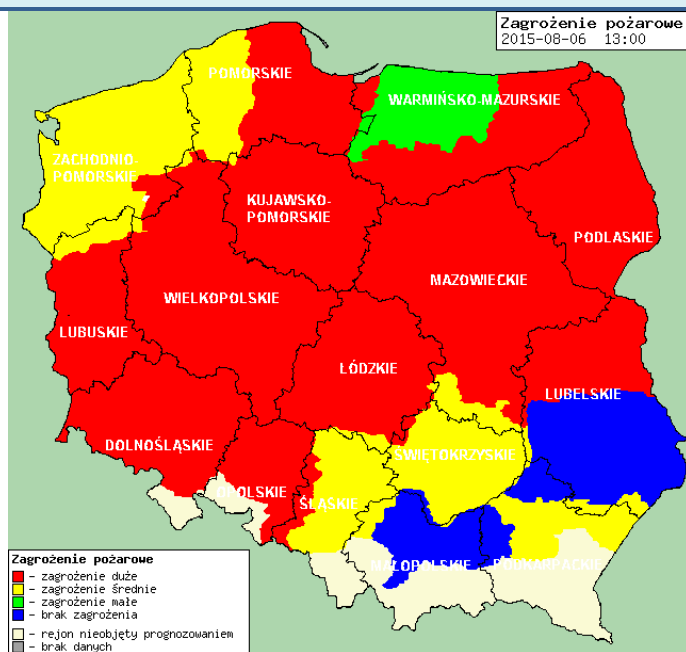 Zagrożenie pożarowe
2015-08-06 13:00
POMORSKIE
WARMIŃSKO-MAZURSKIE
ZACHODNIO-
POMORSKIE
KUJAWSKO-
POMORSKIE
PODLASKIE
MAZOWIECKIE
WIELKOPOLSKIE
LUBUSKIE
ŁÓDZKIE
LUBELSKIE
DOLNOŚLĄSKIE
ŚWIĘTOKRZYSKIE
OPOLSKIE
ŚLĄSKIE
MAŁOPOLSKIE
PODKARPACKIE
Zagrożenie pożarowe
- zagrożenie duże
- zagrożenie średnie
- zagrożenie małe
- brak zagrożenia
- rejon nieobjęty prognozowaniem
- brak danych